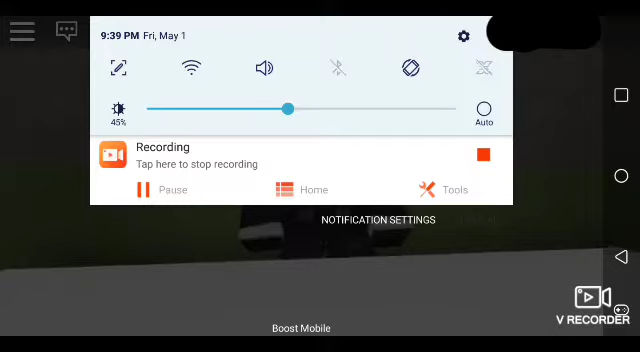 9:39 PM Fri, May 1
45%
Auto
Recording
Tap here to stop recording
Pause
Home
Tools
NOTIFICATION SETTINGS
V RECORDER
Boost Mobile